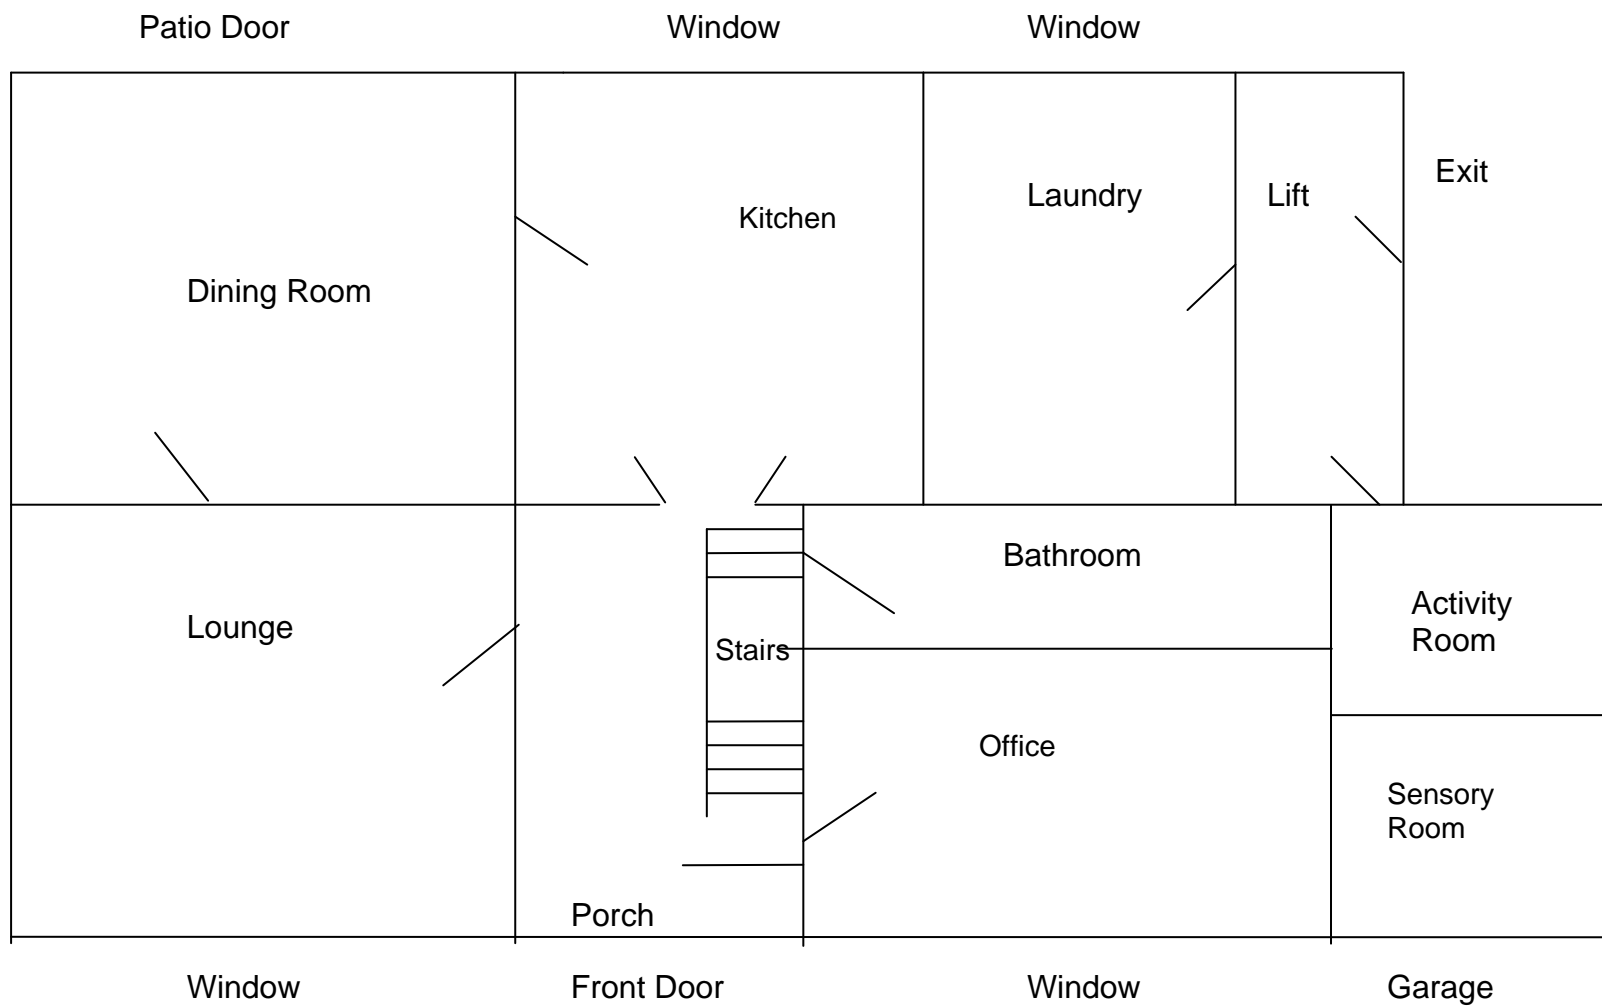 Patio Door
Window
Window
Exit
Laundry
Lift
Kitchen
Dining Room
Bathroom
Activity
Room
Lounge
Stairs
Office
Sensory
Room
Porch
Window
Front Door
Window
Garage